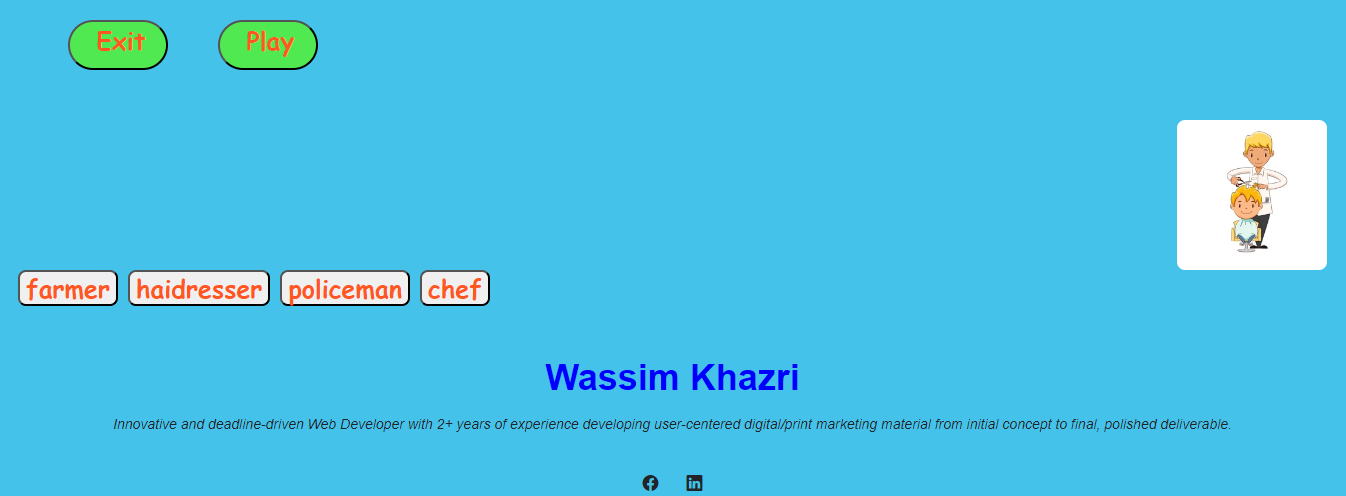 Exit Play
farmer haidresser policeman chef
Wassim Khazri
Innovative and deadline-driven Web Developer with 2+ years of experience developing user-centered digital/print marketing material from initial concept to final, polished deliverable.